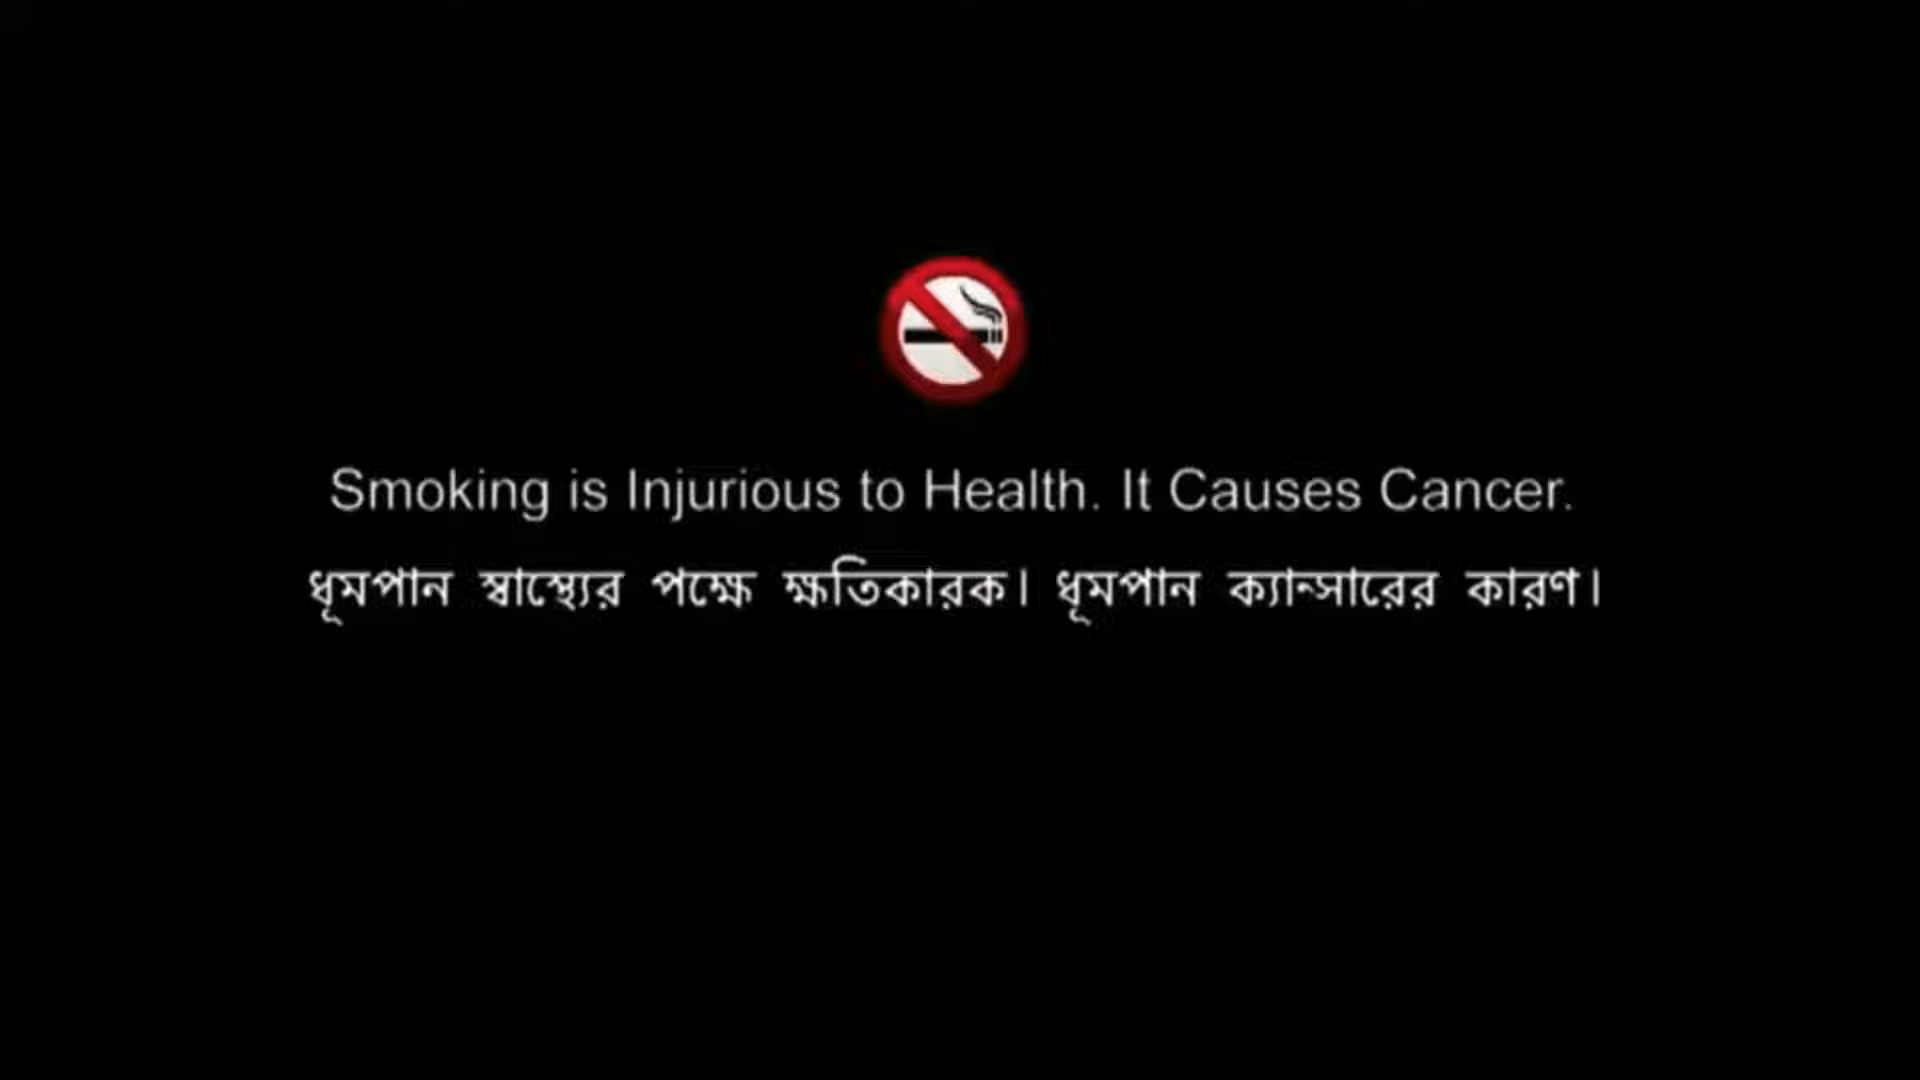 Smoking is Injurious to Health. It Causes Cancer.
ধূমপান স্বাস্থ্যের পক্ষে ক্ষতিকারক। ধূমপান ক্যান্সারের কারণ।